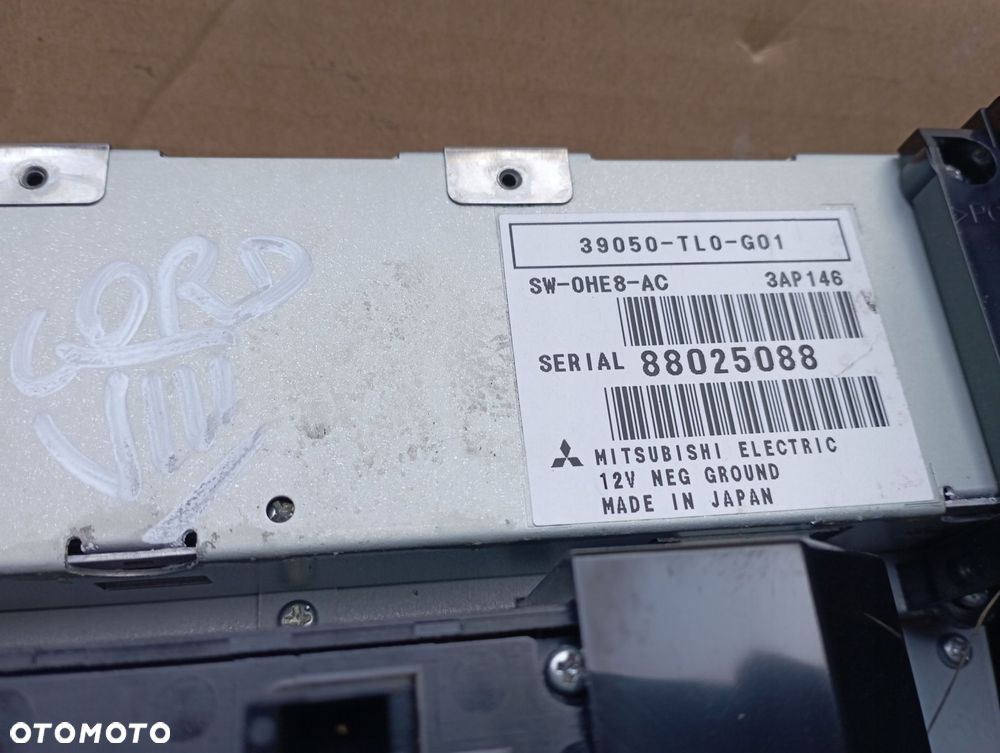 CORD
VIII
39050-TL0-G01
SW-0HE8-AC 3AP146
SERIAL 88025088
MITSUBISHI ELECTRIC
12V NEG GROUND
MADE IN JAPAN
OTOMOTO